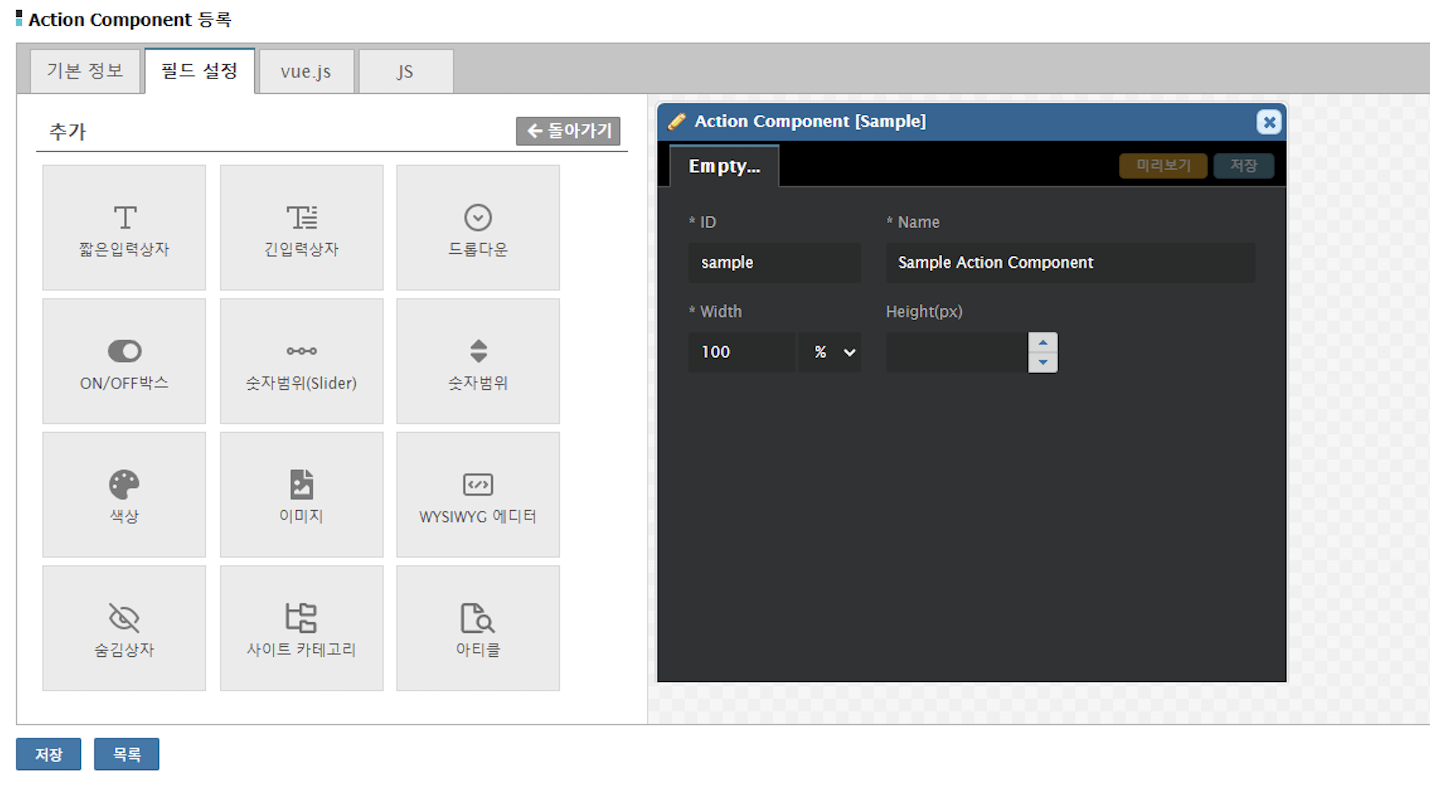 Action Component 등록
기본 정보 필드 설정 vue.js JS
추가 돌아가기
짧은입력상자 긴입력상자 드롭다운
ON/OFF박스 숫자범위(Slider) 숫자범위
색상 이미지 WYSIWYG 에디터
숨김상자 사이트 카테고리 아티클
Action Component [Sample]
Empty... 미리보기 저장
* ID * Name
sample Sample Action Component
* Width Height(px)
100 %
저장 목록